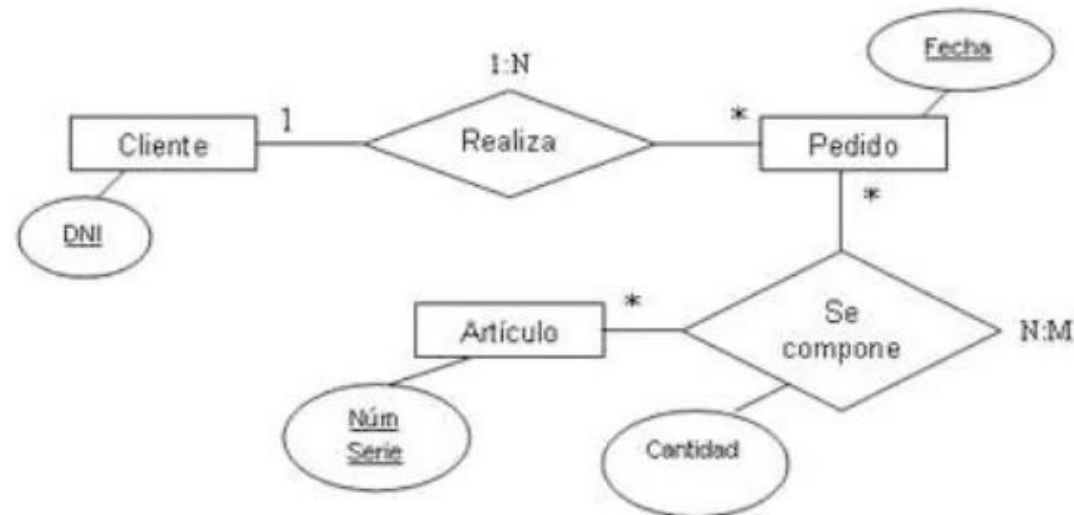 Fecha
1:N
1
*
Cliente
Realiza
Pedido
*
DNI
*
Artículo
Se
compone
N:M
Núm
Serie
Cantidad